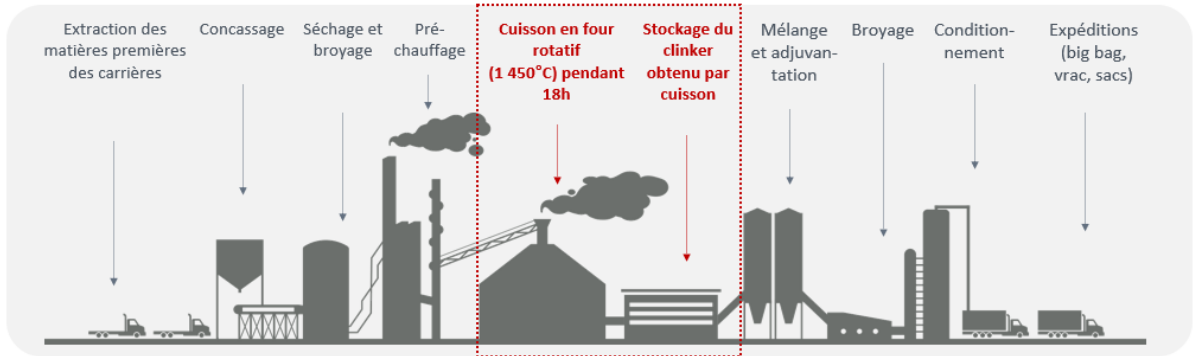 Extraction des
matières premières
des carrières
Concassage
Séchage et
broyage
Pré-
chauffage
Cuisson en four
rotatif
(1 450°C) pendant
18h
Stockage du
clinker
obtenu par
cuisson
Mélange
et adjuvan-
tation
Broyage
Condition-
nement
Expéditions
(big bag,
vrac, sacs)